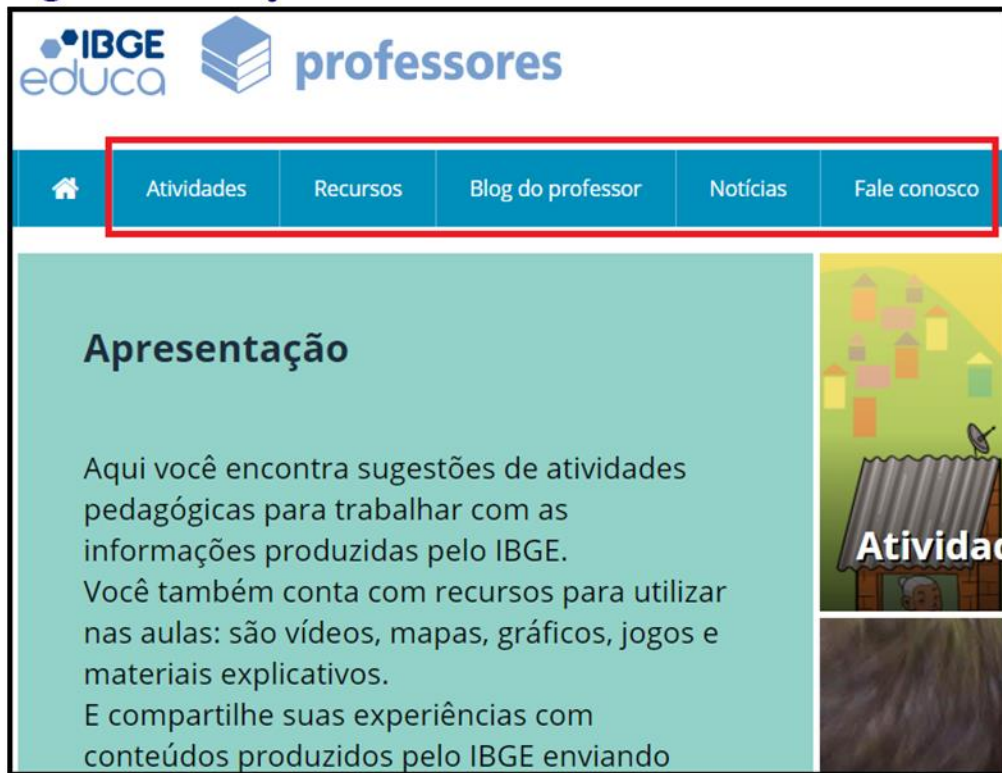 IBGE
educa
professores
Atividades Recursos Blog do professor Notícias Fale conosco
Apresentação
Aqui você encontra sugestões de atividades
pedagógicas para trabalhar com as
informações produzidas pelo IBGE.
Você também conta com recursos para utilizar
nas aulas: são vídeos, mapas, gráficos, jogos e
materiais explicativos.
E compartilhe suas experiências com
conteúdos produzidos pelo IBGE enviando